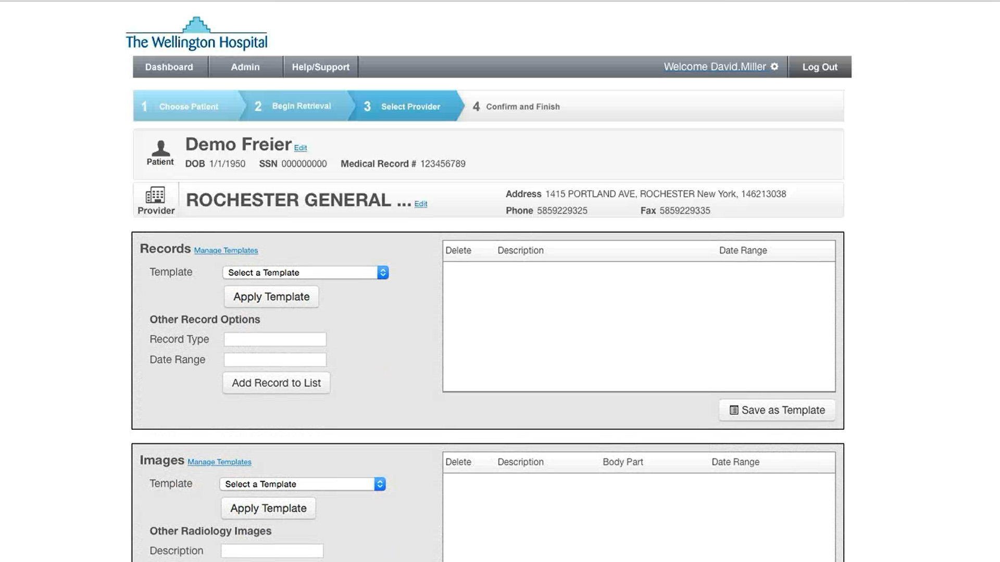 The Wellington Hospital
Dashboard Admin Help/Support Welcome David.Miller Log Out
1 Choose Patient 2 Begin Retrieval 3 Select Provider 4 Confirm and Finish
Demo Freier Edit
Patient DOB 1/1/1950 SSN 000000000 Medical Record # 123456789
Provider ROCHESTER GENERAL ... Edit
Address 1415 PORTLAND AVE, ROCHESTER New York, 146213038
Phone 5859229325 Fax 5859229335
Records Manage Templates
Template Select a Template
Apply Template
Other Record Options
Record Type
Date Range
Add Record to List
Delete Description Date Range
Save as Template
Images Manage Templates
Template Select a Template
Apply Template
Other Radiology Images
Description
Delete Description Body Part Date Range